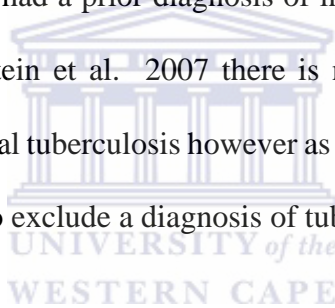 had a prior diagnosis of
tein et al. 2007 there is
al tuberculosis however as
o exclude a diagnosis of tub
UNIVERSITY of the
WESTERN CAPE